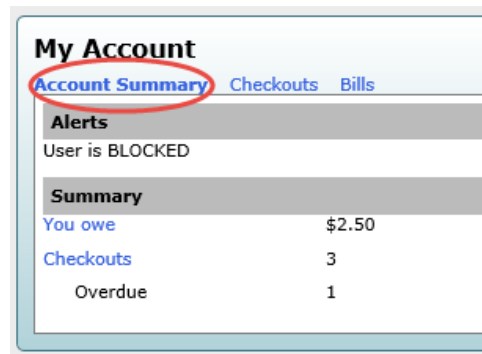 My Account
Account Summary Checkouts Bills
Alerts
User is BLOCKED
Summary
You owe $2.50
Checkouts 3
Overdue 1